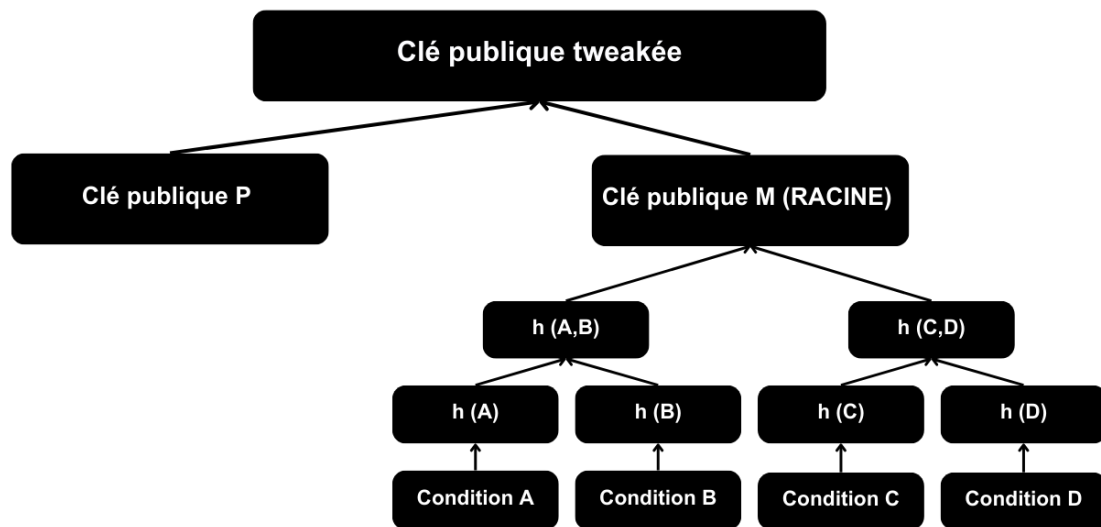 Clé publique tweakée
Clé publique P
Clé publique M (RACINE)
h (A,B)
h (C,D)
h (A)
h (B)
h (C)
h (D)
Condition A
Condition B
Condition C
Condition D